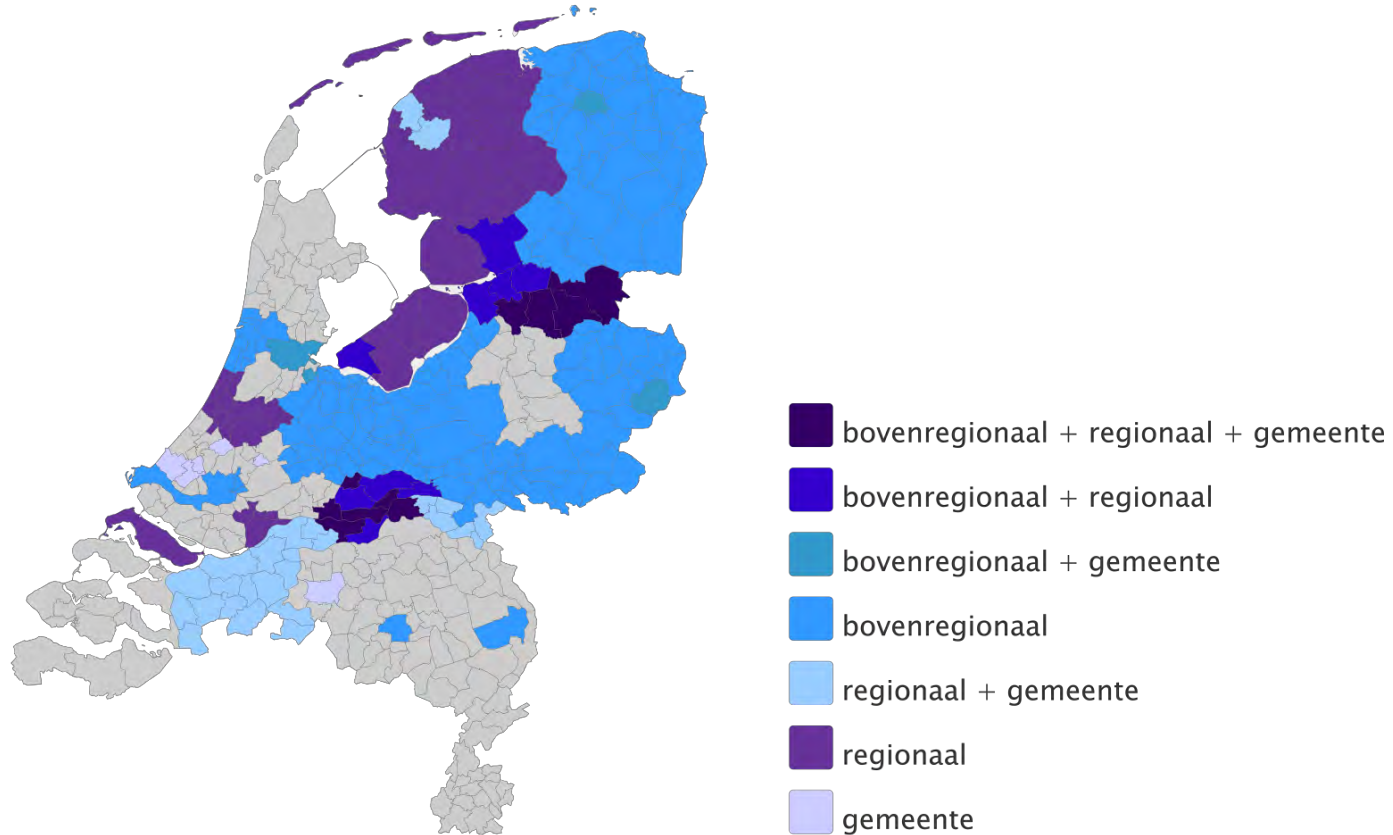 bovenregionaal + regionaal + gemeente
bovenregionaal + regionaal
bovenregionaal + gemeente
bovenregionaal
regionaal + gemeente
regionaal
gemeente